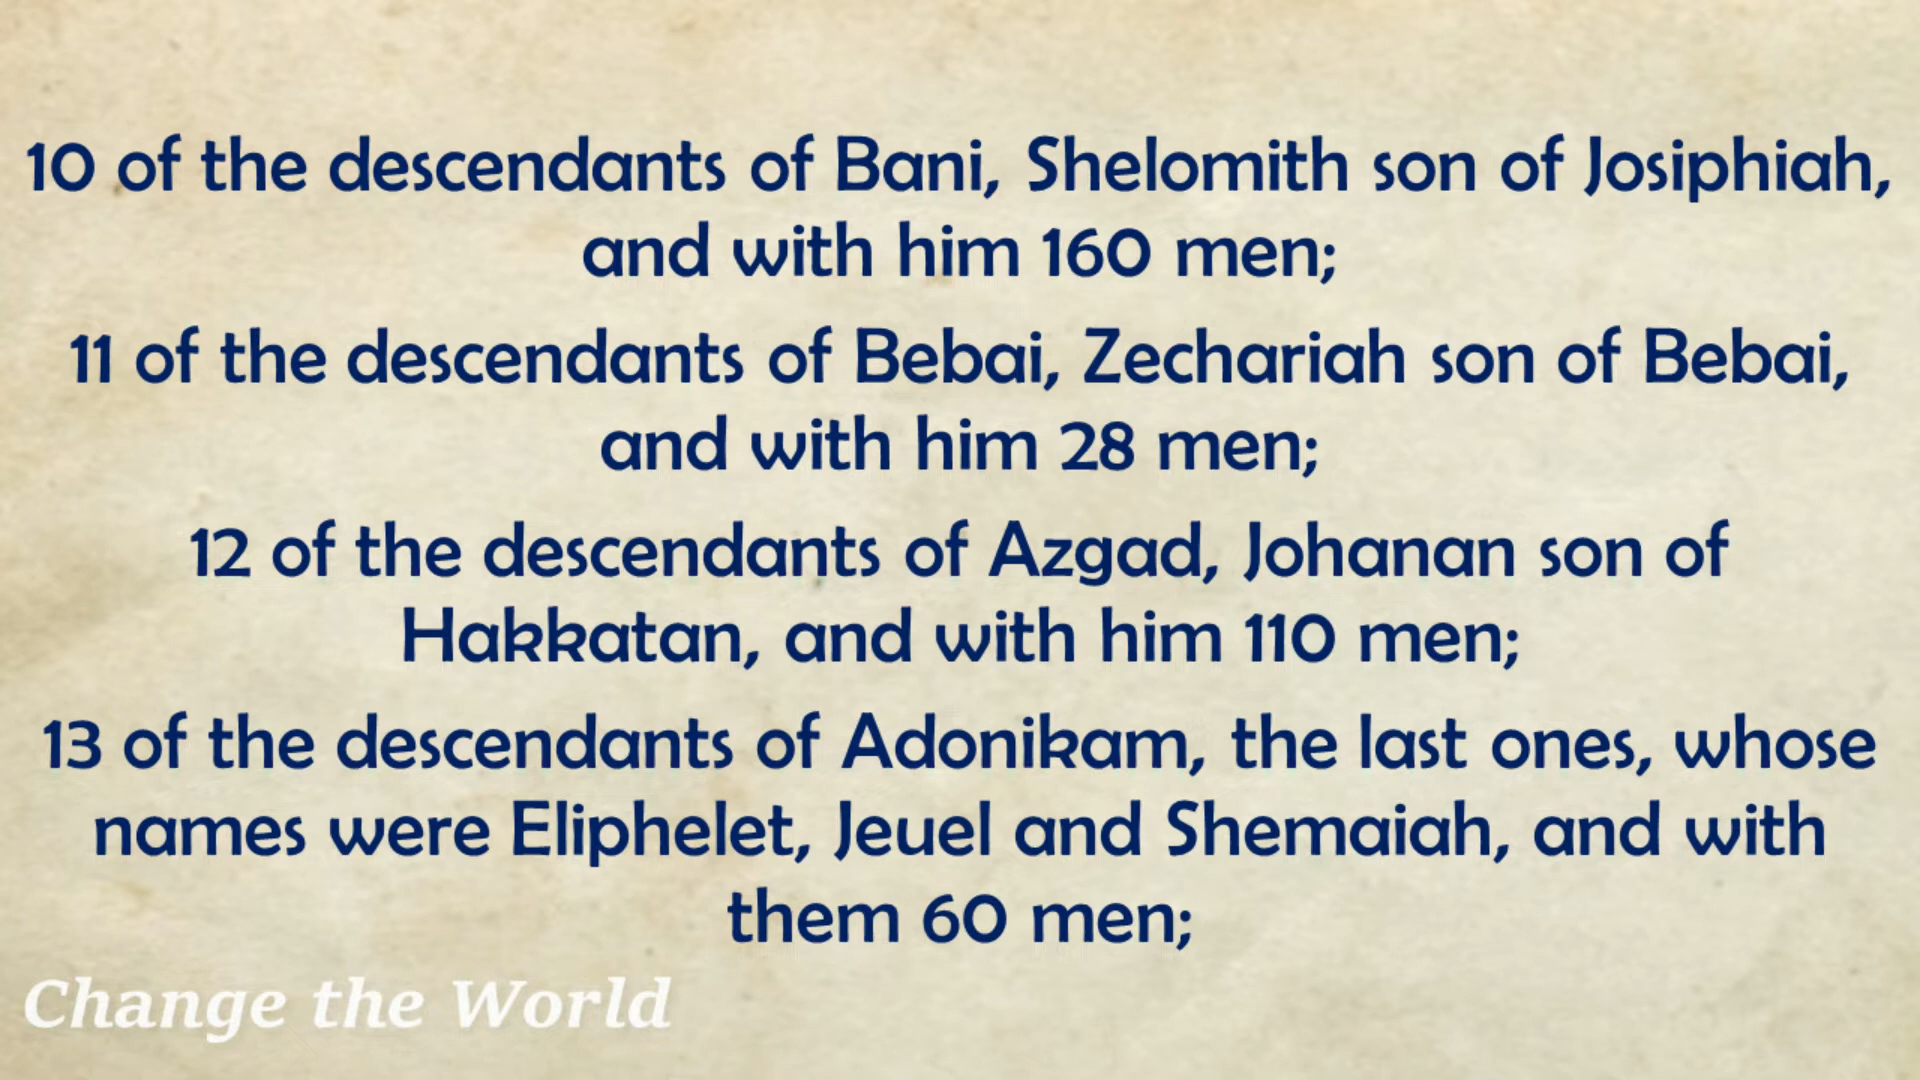 10 of the descendants of Bani, Shelomith son of Josiphiah,
and with him 160 men;
11 of the descendants of Bebai, Zechariah son of Bebai,
and with him 28 men;
12 of the descendants of Azgad, Johanan son of
Hakkatan, and with him 110 men;
13 of the descendants of Adonikam, the last ones, whose
names were Eliphelet, Jeuel and Shemaiah, and with
them 60 men;
Change the World